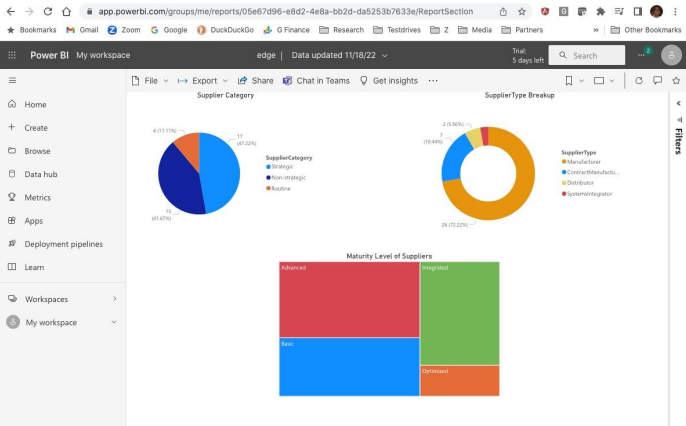 app.powerbi.com/groups/me/reports/05e67d96-e8d2-4e8a-bb2d-da5253b7633e/ReportSection
Bookmarks Gmail Zoom Google DuckDuckGo G Finance Research Testdrives Z Media Partners » Other Bookmarks
Power BI My workspace edge | Data updated 11/18/22 Trial: 5 days left Search 2
File Export Share Chat in Teams Get insights ...
Home
Create
Browse
Data hub
Metrics
Apps
Deployment pipelines
Learn
Workspaces
My workspace
Supplier Category
4 (11.11%)
17
(47.22%)
15
(41.67%)
SupplierCategory
Strategic
Non-strategic
Routine
SupplierType Breakup
2 (5.56%)
7
(19.44%)
26 (72.22%)
SupplierType
Manufacturer
ContractManufactu...
Distributor
SystemsIntegrator
Maturity Level of Suppliers
Advanced
Integrated
Basic
Optimized
Filters